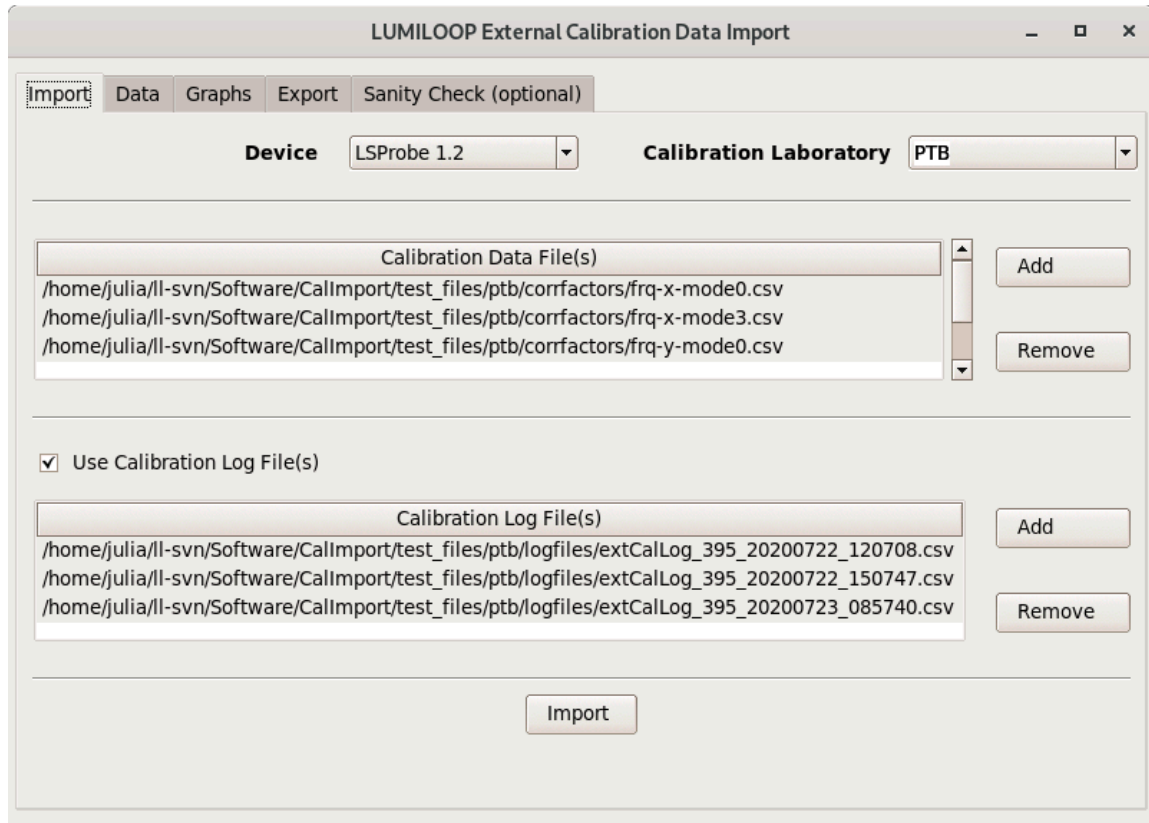 LUMILOOP External Calibration Data Import
Import Data Graphs Export Sanity Check (optional)
Device LSProbe 1.2 Calibration Laboratory PTB
Calibration Data File(s)
Add
/home/julia/ll-svn/Software/CalImport/test_files/ptb/corrfactors/frq-x-mode0.csv
/home/julia/ll-svn/Software/CalImport/test_files/ptb/corrfactors/frq-x-mode3.csv
/home/julia/ll-svn/Software/CalImport/test_files/ptb/corrfactors/frq-y-mode0.csv
Remove
Use Calibration Log File(s)
Calibration Log File(s)
Add
/home/julia/ll-svn/Software/CalImport/test_files/ptb/logfiles/extCalLog_395_20200722_120708.csv
/home/julia/ll-svn/Software/CalImport/test_files/ptb/logfiles/extCalLog_395_20200722_150747.csv
/home/julia/ll-svn/Software/CalImport/test_files/ptb/logfiles/extCalLog_395_20200723_085740.csv
Remove
Import